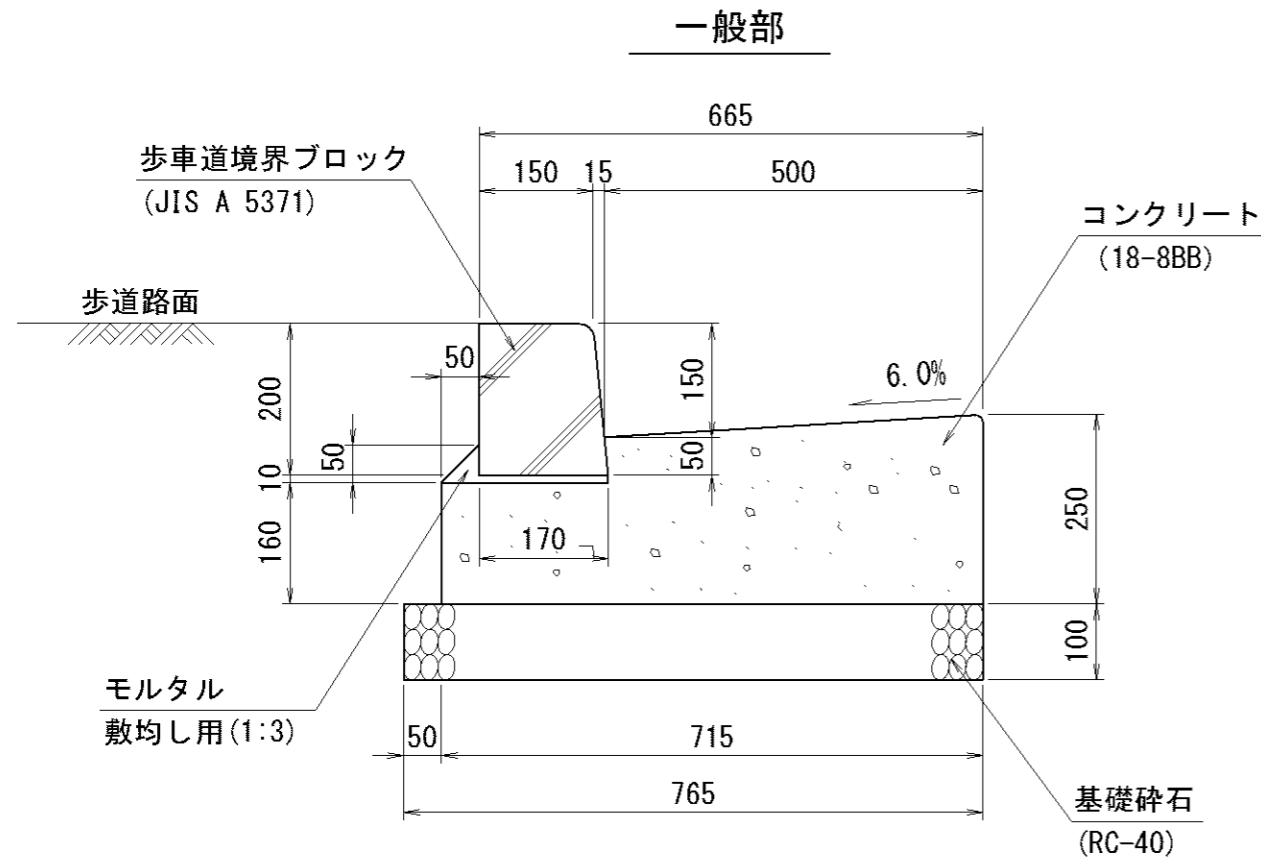 一般部
665
150
15
500
歩車道境界ブロック
(JIS A 5371)
コンクリート
(18-8BB)
歩道路面
50
200
150
6.0%
50
50
10
160
170
250
100
モルタル
敷均し用(1:3)
50
715
765
基礎砕石
(RC-40)